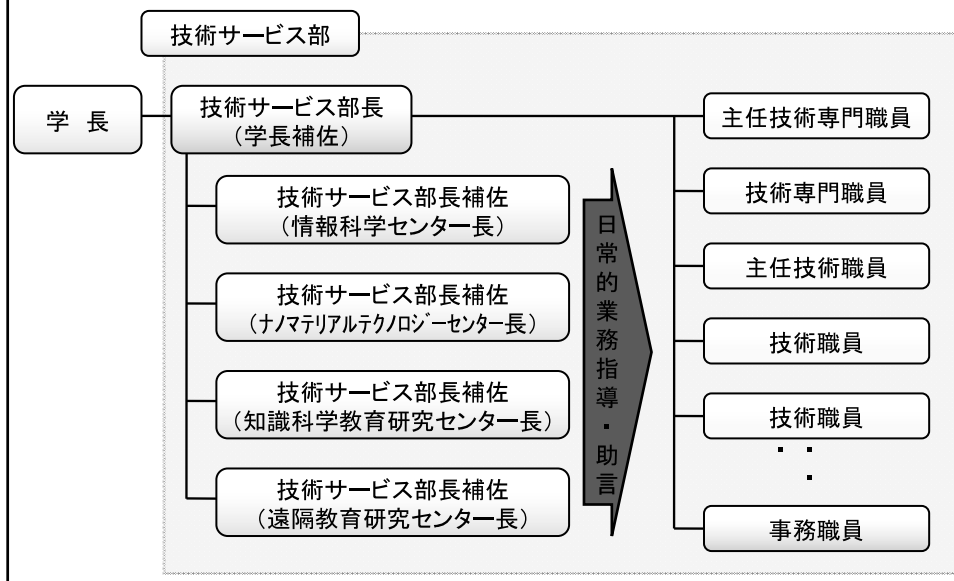 技術サービス部
学 長
技術サービス部長
（学長補佐）
技術サービス部長補佐
（情報科学センター長）
技術サービス部長補佐
（ﾅﾉﾏﾃﾘｱﾙﾃｸﾉﾛｼﾞｰセンター長）
技術サービス部長補佐
（知識科学教育研究センター長）
技術サービス部長補佐
（遠隔教育研究センター長）
日常的業務指導・助言
主任技術専門職員
技術専門職員
主任技術職員
技術職員
技術職員
・・
・
事務職員